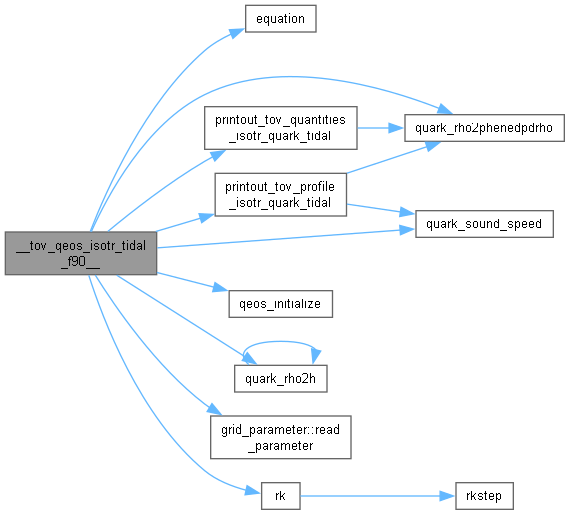 equation
printout_tov_quantities
_isotr_quark_tidal
quark_rho2phenedpdrho
printout_tov_profile
_isotr_quark_tidal
quark_sound_speed
__tov_qeos_isotr_tidal
_f90__
qeos_initialize
quark_rho2h
grid_parameter::read
_parameter
rk
rkstep